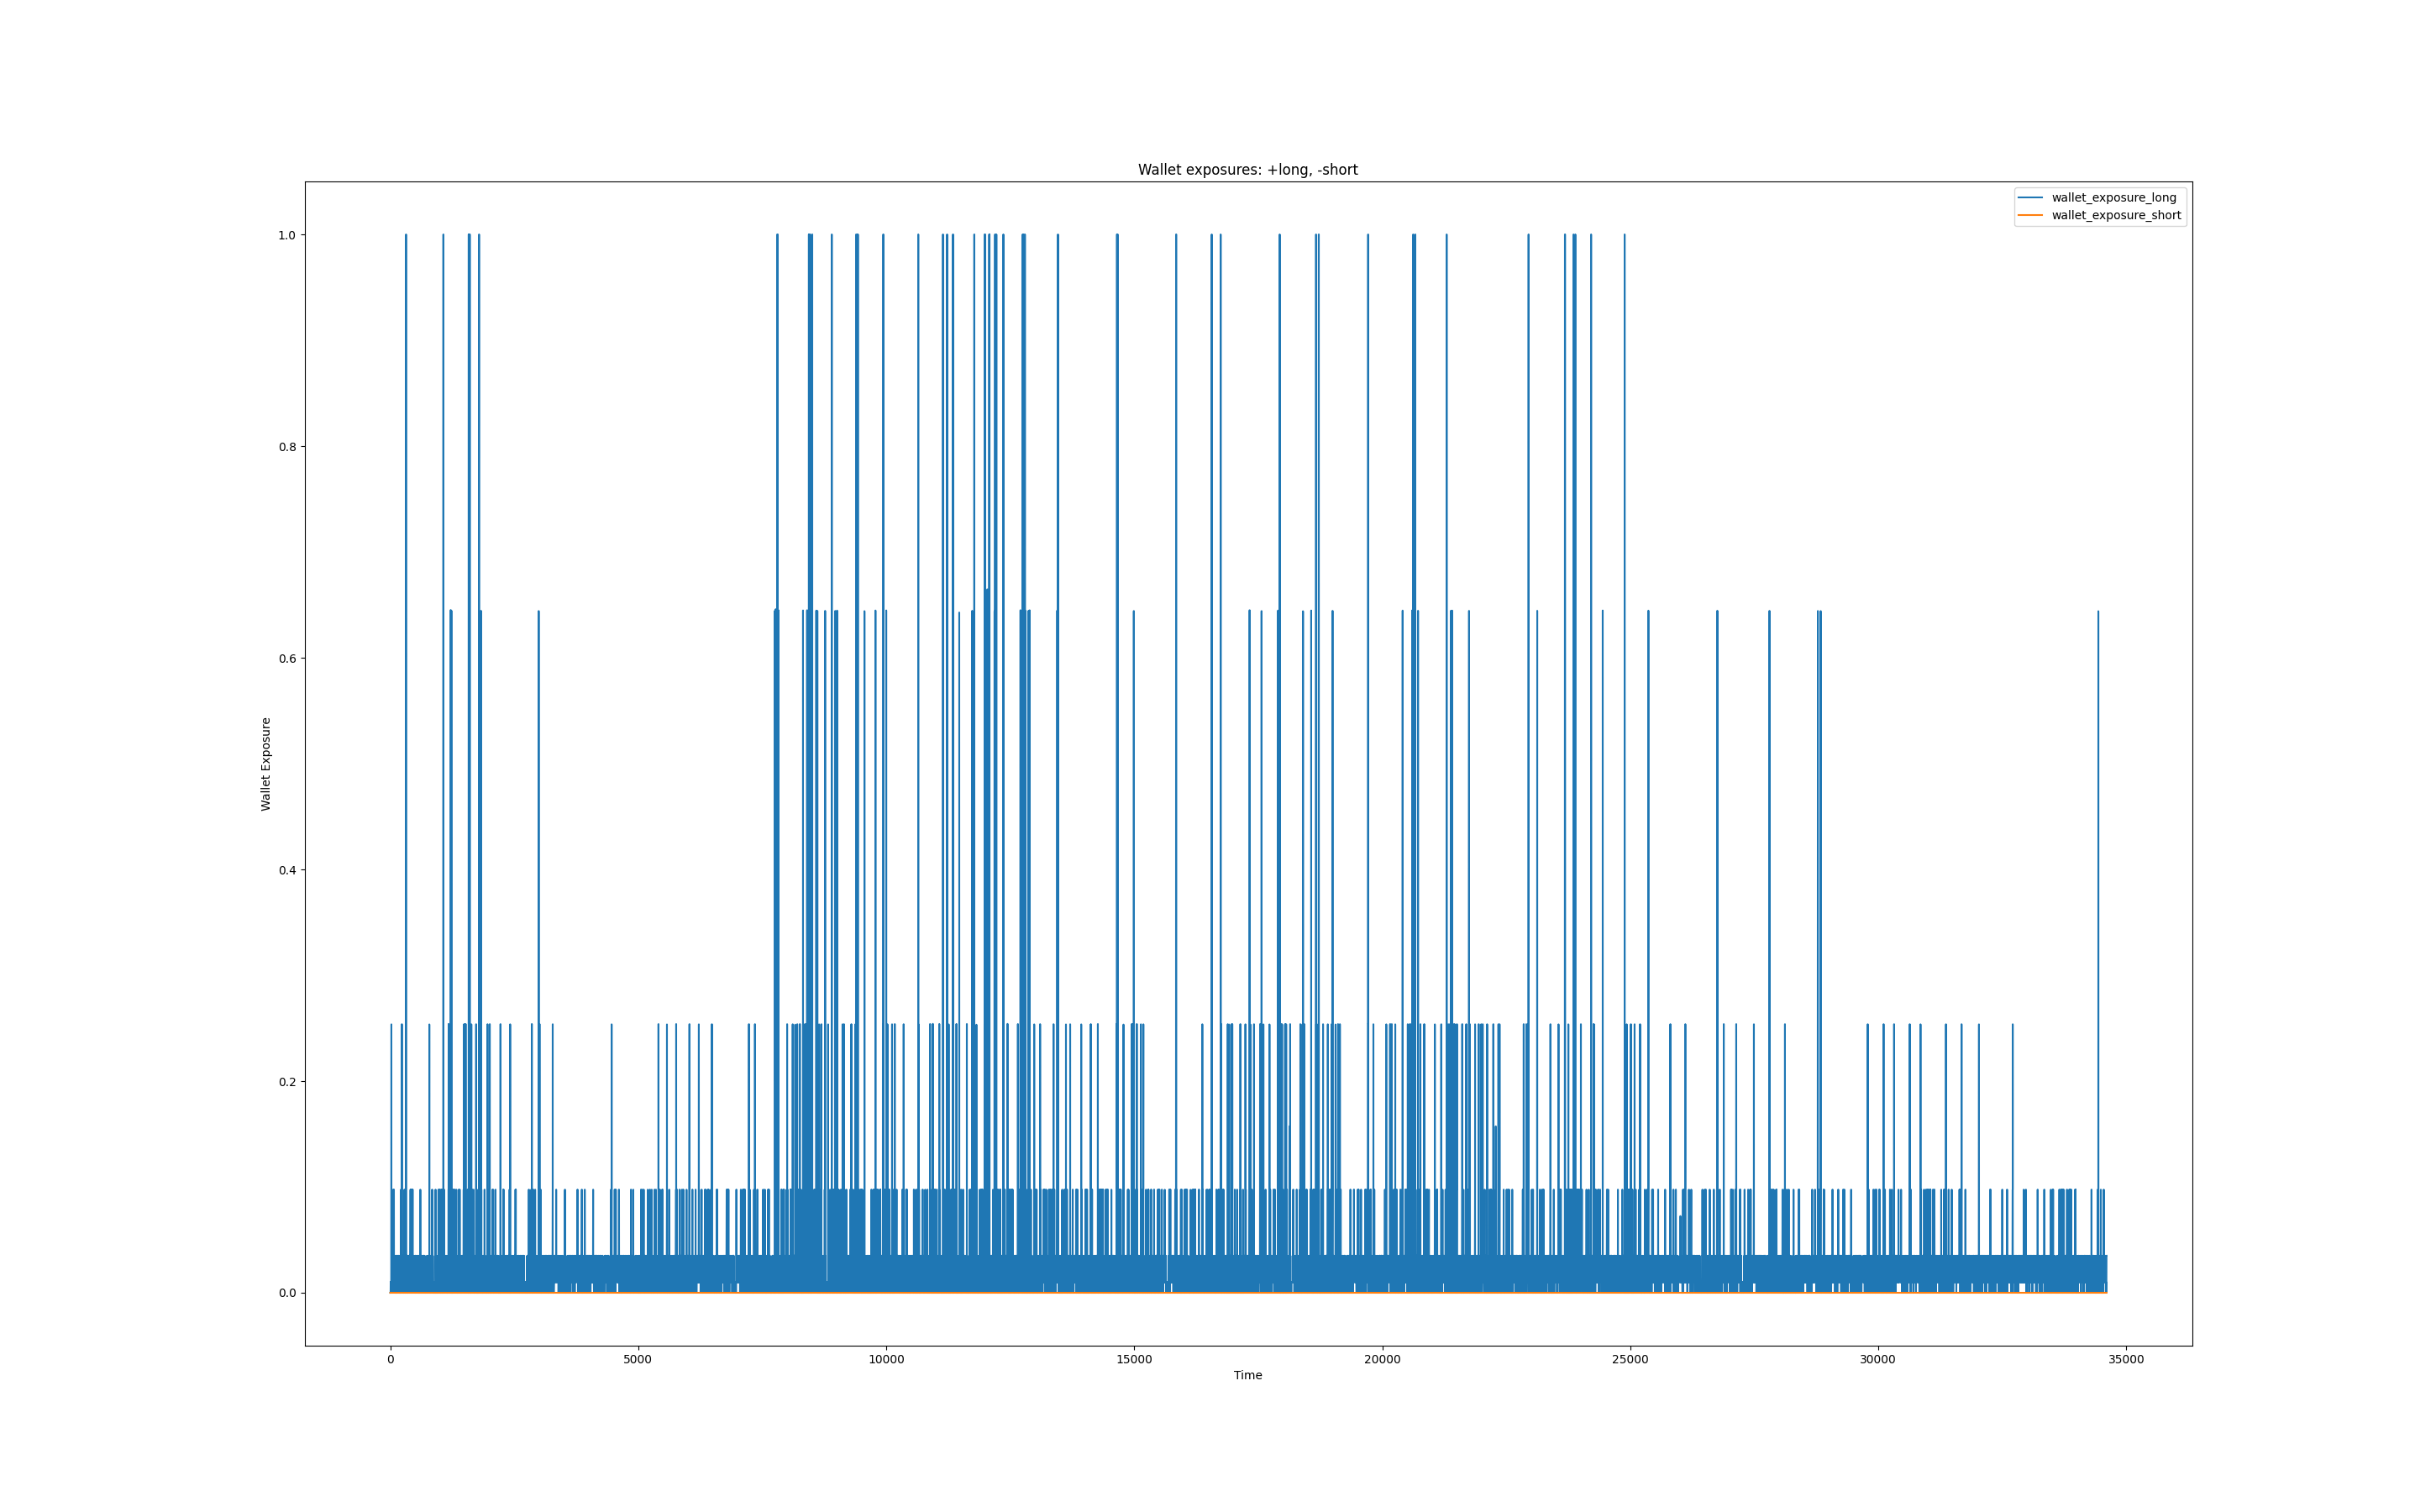 Wallet exposures: +long, -short
wallet_exposure_long
wallet_exposure_short
1.0
0.8
0.6
0.4
0.2
0.0
Wallet Exposure
0 5000 10000 15000 20000 25000 30000 35000
Time